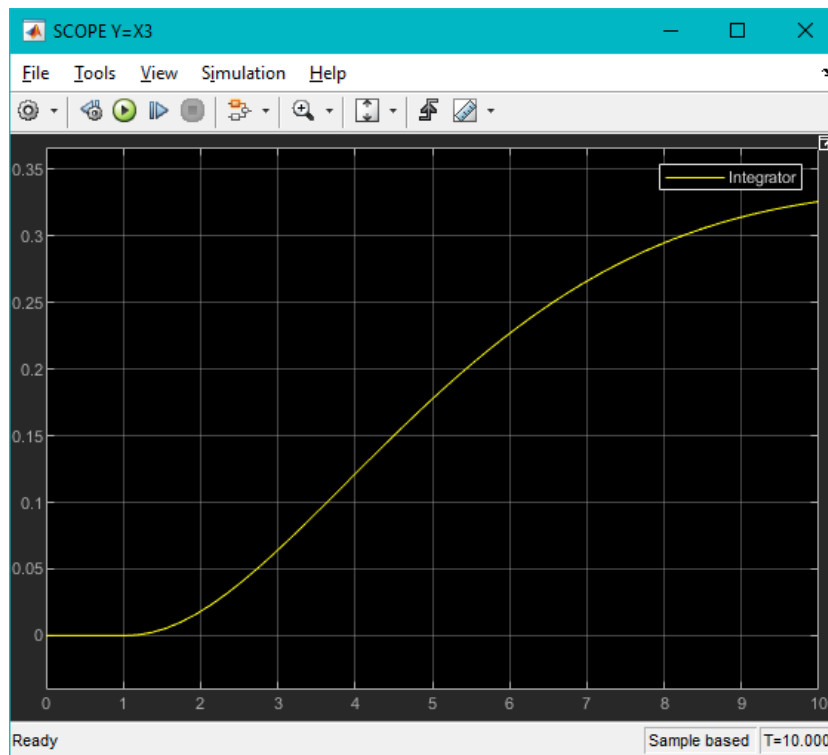 SCOPE Y=X3
File Tools View Simulation Help
Integrator
0.35
0.3
0.25
0.2
0.15
0.1
0.05
0
0 1 2 3 4 5 6 7 8 9 10
Ready Sample based T=10.000